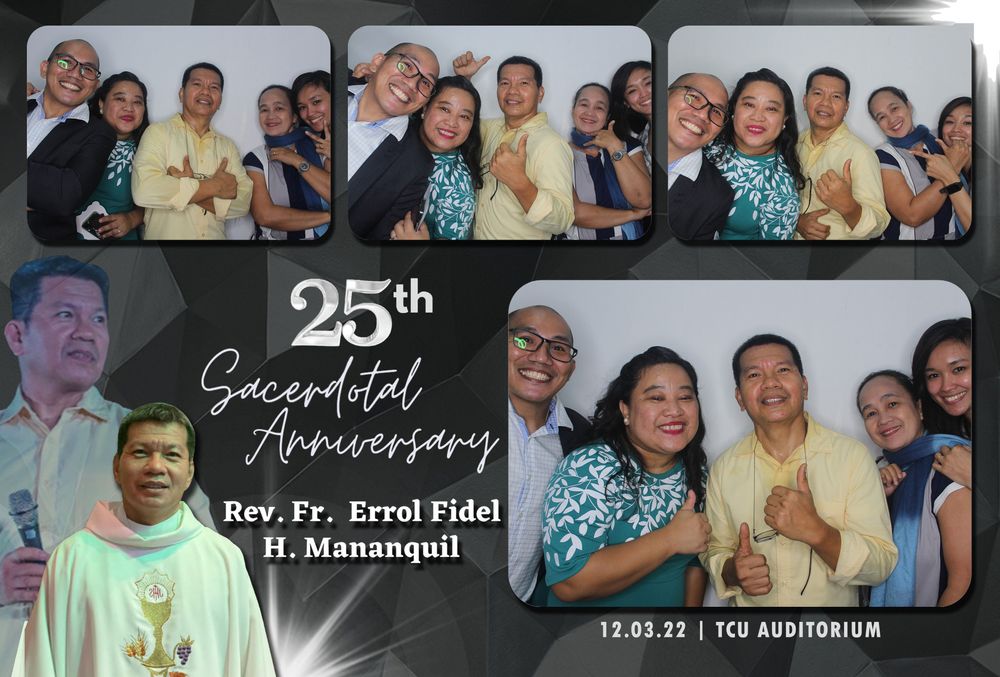 25th
Sacerdotal
Anniversary
Rev. Fr. Errol Fidel
H. Mananquil
12.03.22 | TCU AUDITORIUM